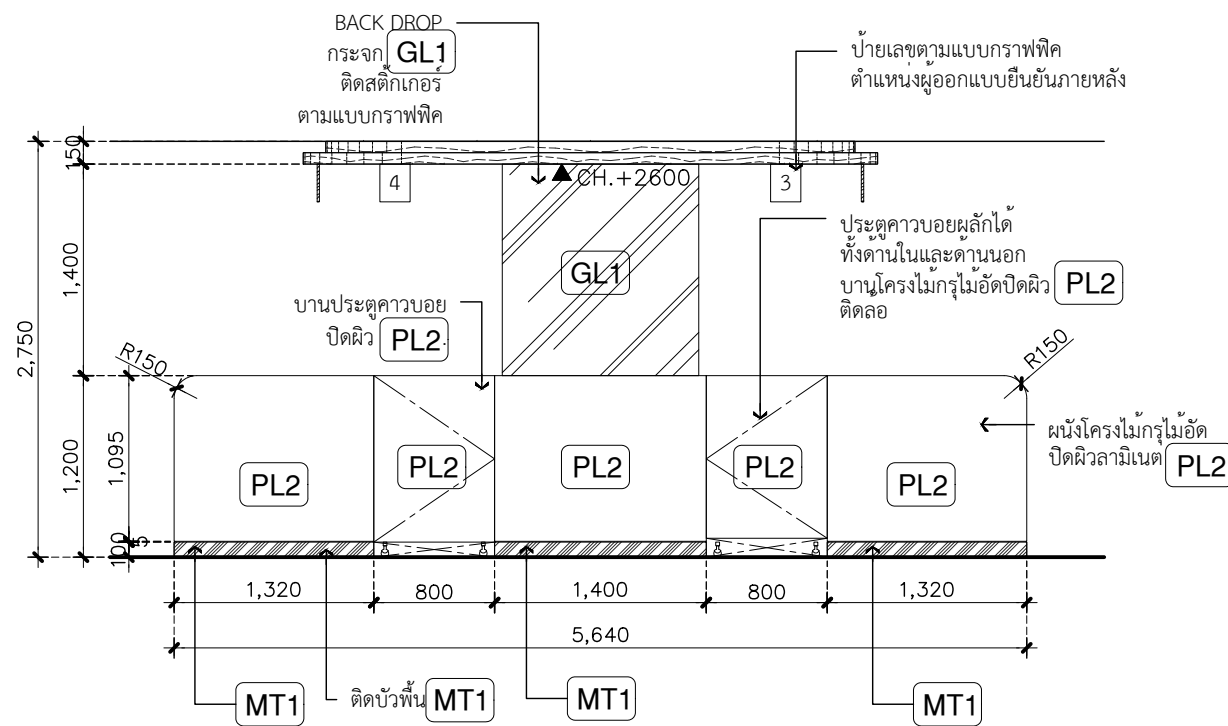 BACK DROP
กระจก GL1
ติดสติ๊กเกอร์
ตามแบบกราฟฟิค
ป้ายเลขตามแบบกราฟฟิค
ตำแหน่งผู้ออกแบบยืนยันภายหลัง
150
4
CH.+2600
3
1,400
GL1
ประตูคาวบอยผลักได้
ทั้งด้านในและด้านนอก
บานโครงไม้กรุไม้อัดปิดผิว PL2
ติดล้อ
บานประตูคาวบอย
ปิดผิว PL2
2,750
R150
R150
1,200
1,095
PL2
PL2
PL2
PL2
PL2
ผนังโครงไม้กรุไม้อัด
ปิดผิวลามิเนต PL2
100
5
1,320
800
1,400
800
1,320
5,640
MT1
ติดบัวพื้น MT1
MT1
MT1